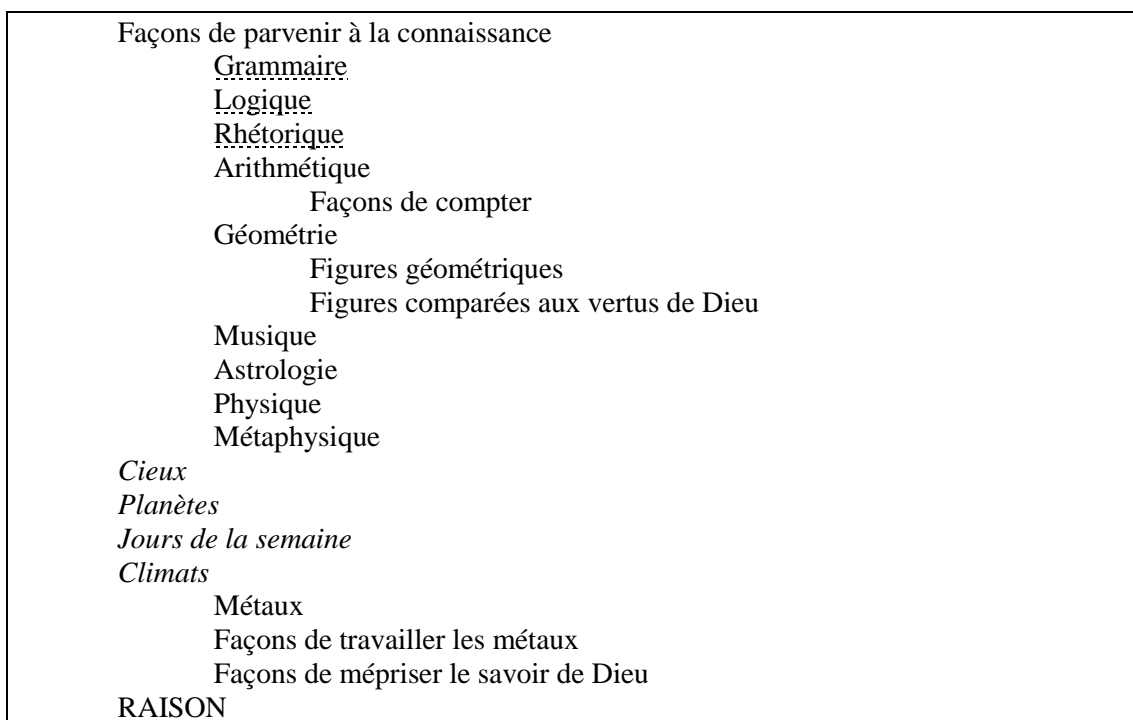 Façons de parvenir à la connaissance
Grammaire
Logique
Rhétorique
Arithmétique
Façons de compter
Géométrie
Figures géométriques
Figures comparées aux vertus de Dieu
Musique
Astrologie
Physique
Métaphysique
Cieux
Planètes
Jours de la semaine
Climats
Métaux
Façons de travailler les métaux
Façons de mépriser le savoir de Dieu
RAISON